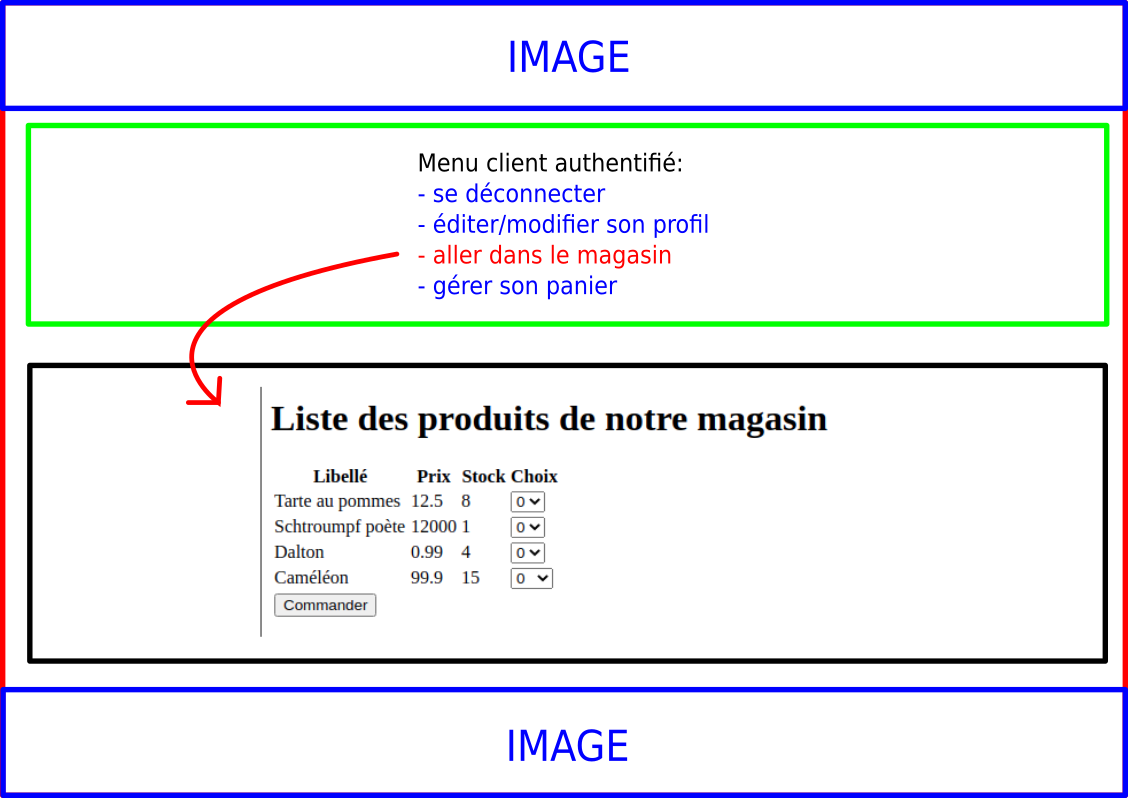 IMAGE
Menu client authentifié:
- se déconnecter
- éditer/modifier son profil
- aller dans le magasin
- gérer son panier
Liste des produits de notre magasin
Libellé Prix Stock Choix
Tarte au pommes 12.5 8 0
Schtroumpf poète 12000 1 0
Dalton 0.99 4 0
Caméléon 99.9 15 0
Commander
IMAGE